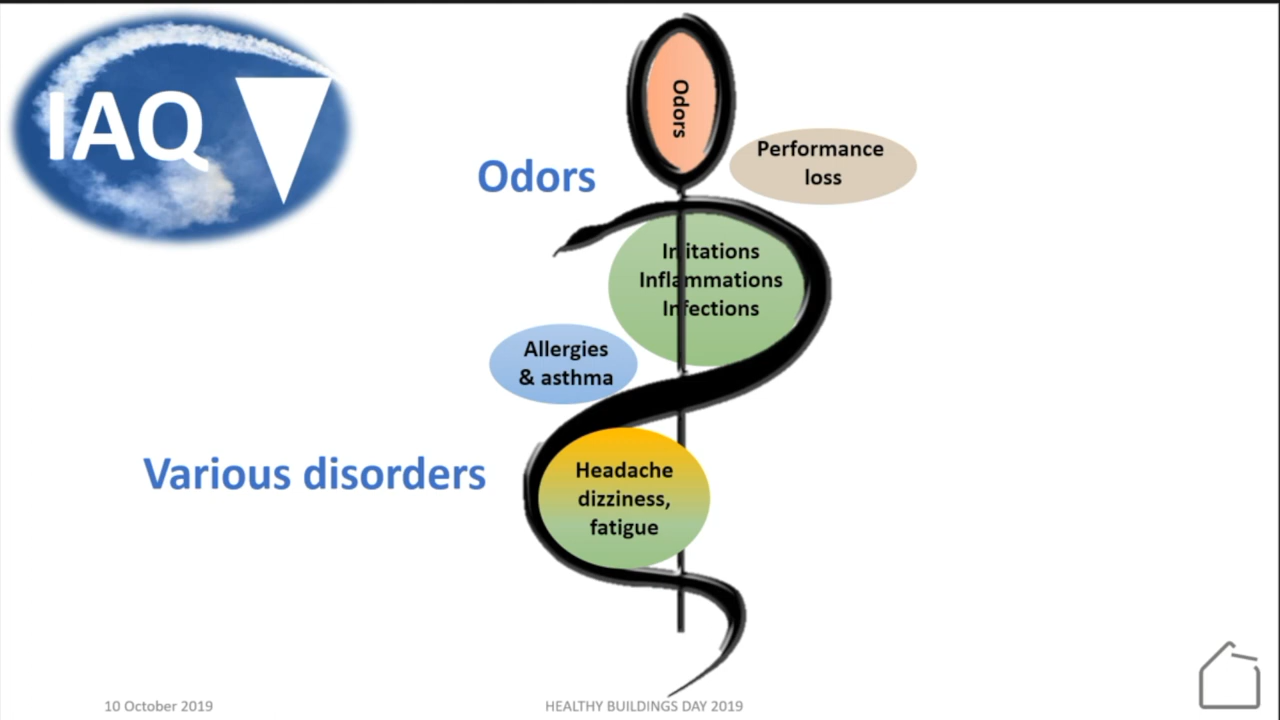 IAQ
Odors
Performance
loss
Odors
Irritations
Inflammations
Infections
Allergies
& asthma
Various disorders
Headache
dizziness,
fatigue
10 October 2019
HEALTHY BUILDINGS DAY 2019